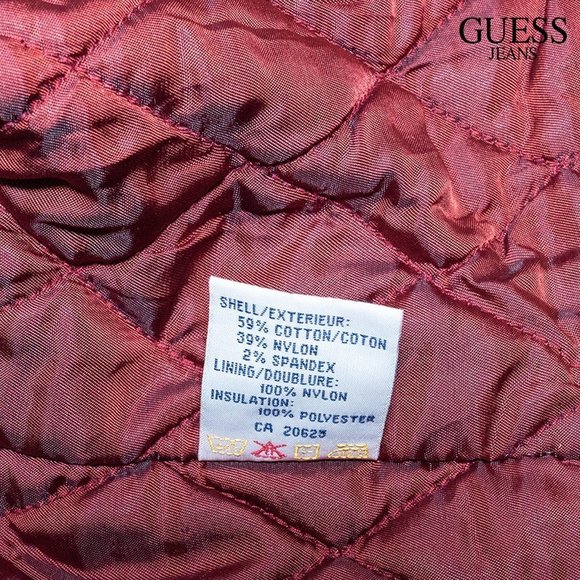 GUESS
JEANS
SHELL/EXTERIEUR:
59% COTTON/COTON
39% NYLON
2% SPANDEX
LINING/DOUBLURE:
100% NYLON
INSULATION:
100% POLYESTER
CA 20625